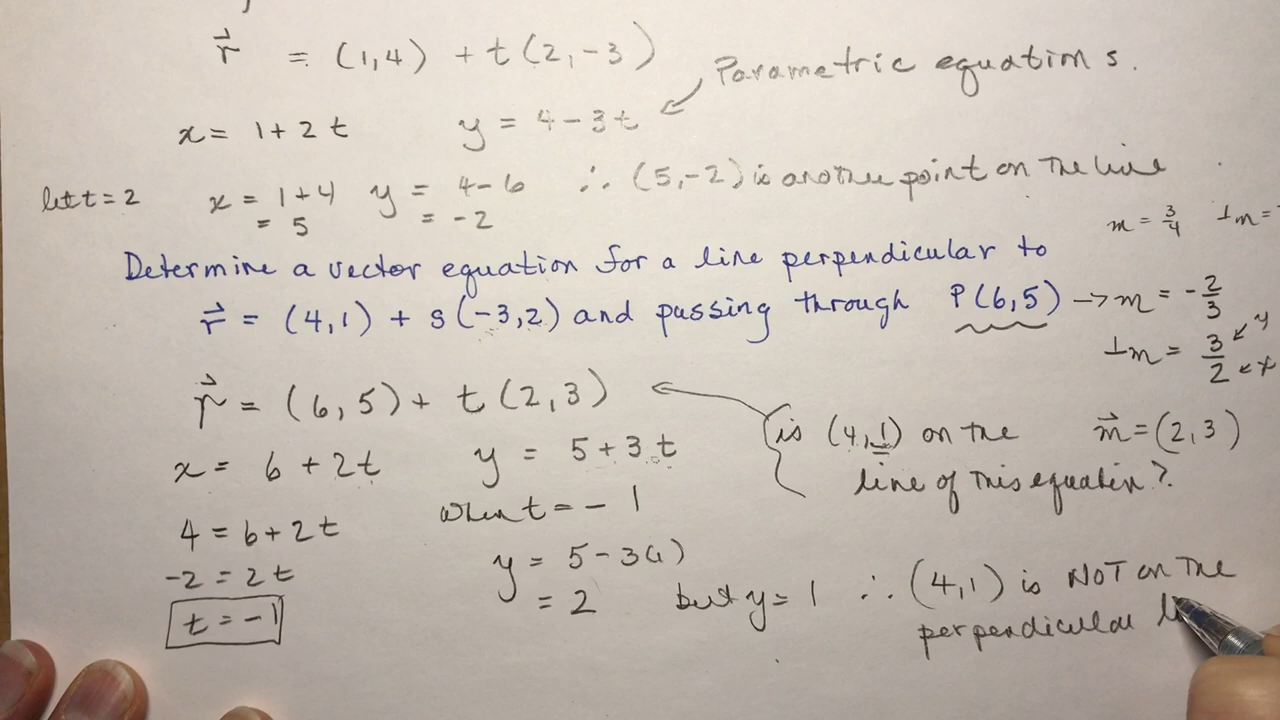 r⃗ = (1,4) + t(2,-3)
Parametric equations.
x = 1+2t y = 4-3t
let t=2 x = 1+4 y = 4-6 ∴ (5,-2) is another point on the line
= 5 = -2
m = 3/4 ⊥m =
Determine a vector equation for a line perpendicular to
r⃗ = (4,1) + s(-3,2) and passing through P(6,5) → m = -2/3
⊥m = 3/2 ↙ y ← x
r⃗ = (6,5) + t(2,3)
is (4,1) on the m⃗ = (2,3)
line of this equation?
x = 6+2t y = 5+3t
4 = 6+2t when t = -1
-2 = 2t y = 5-3(1)
t = -1 = 2 but y = 1 ∴ (4,1) is NOT on the
perpendicular li